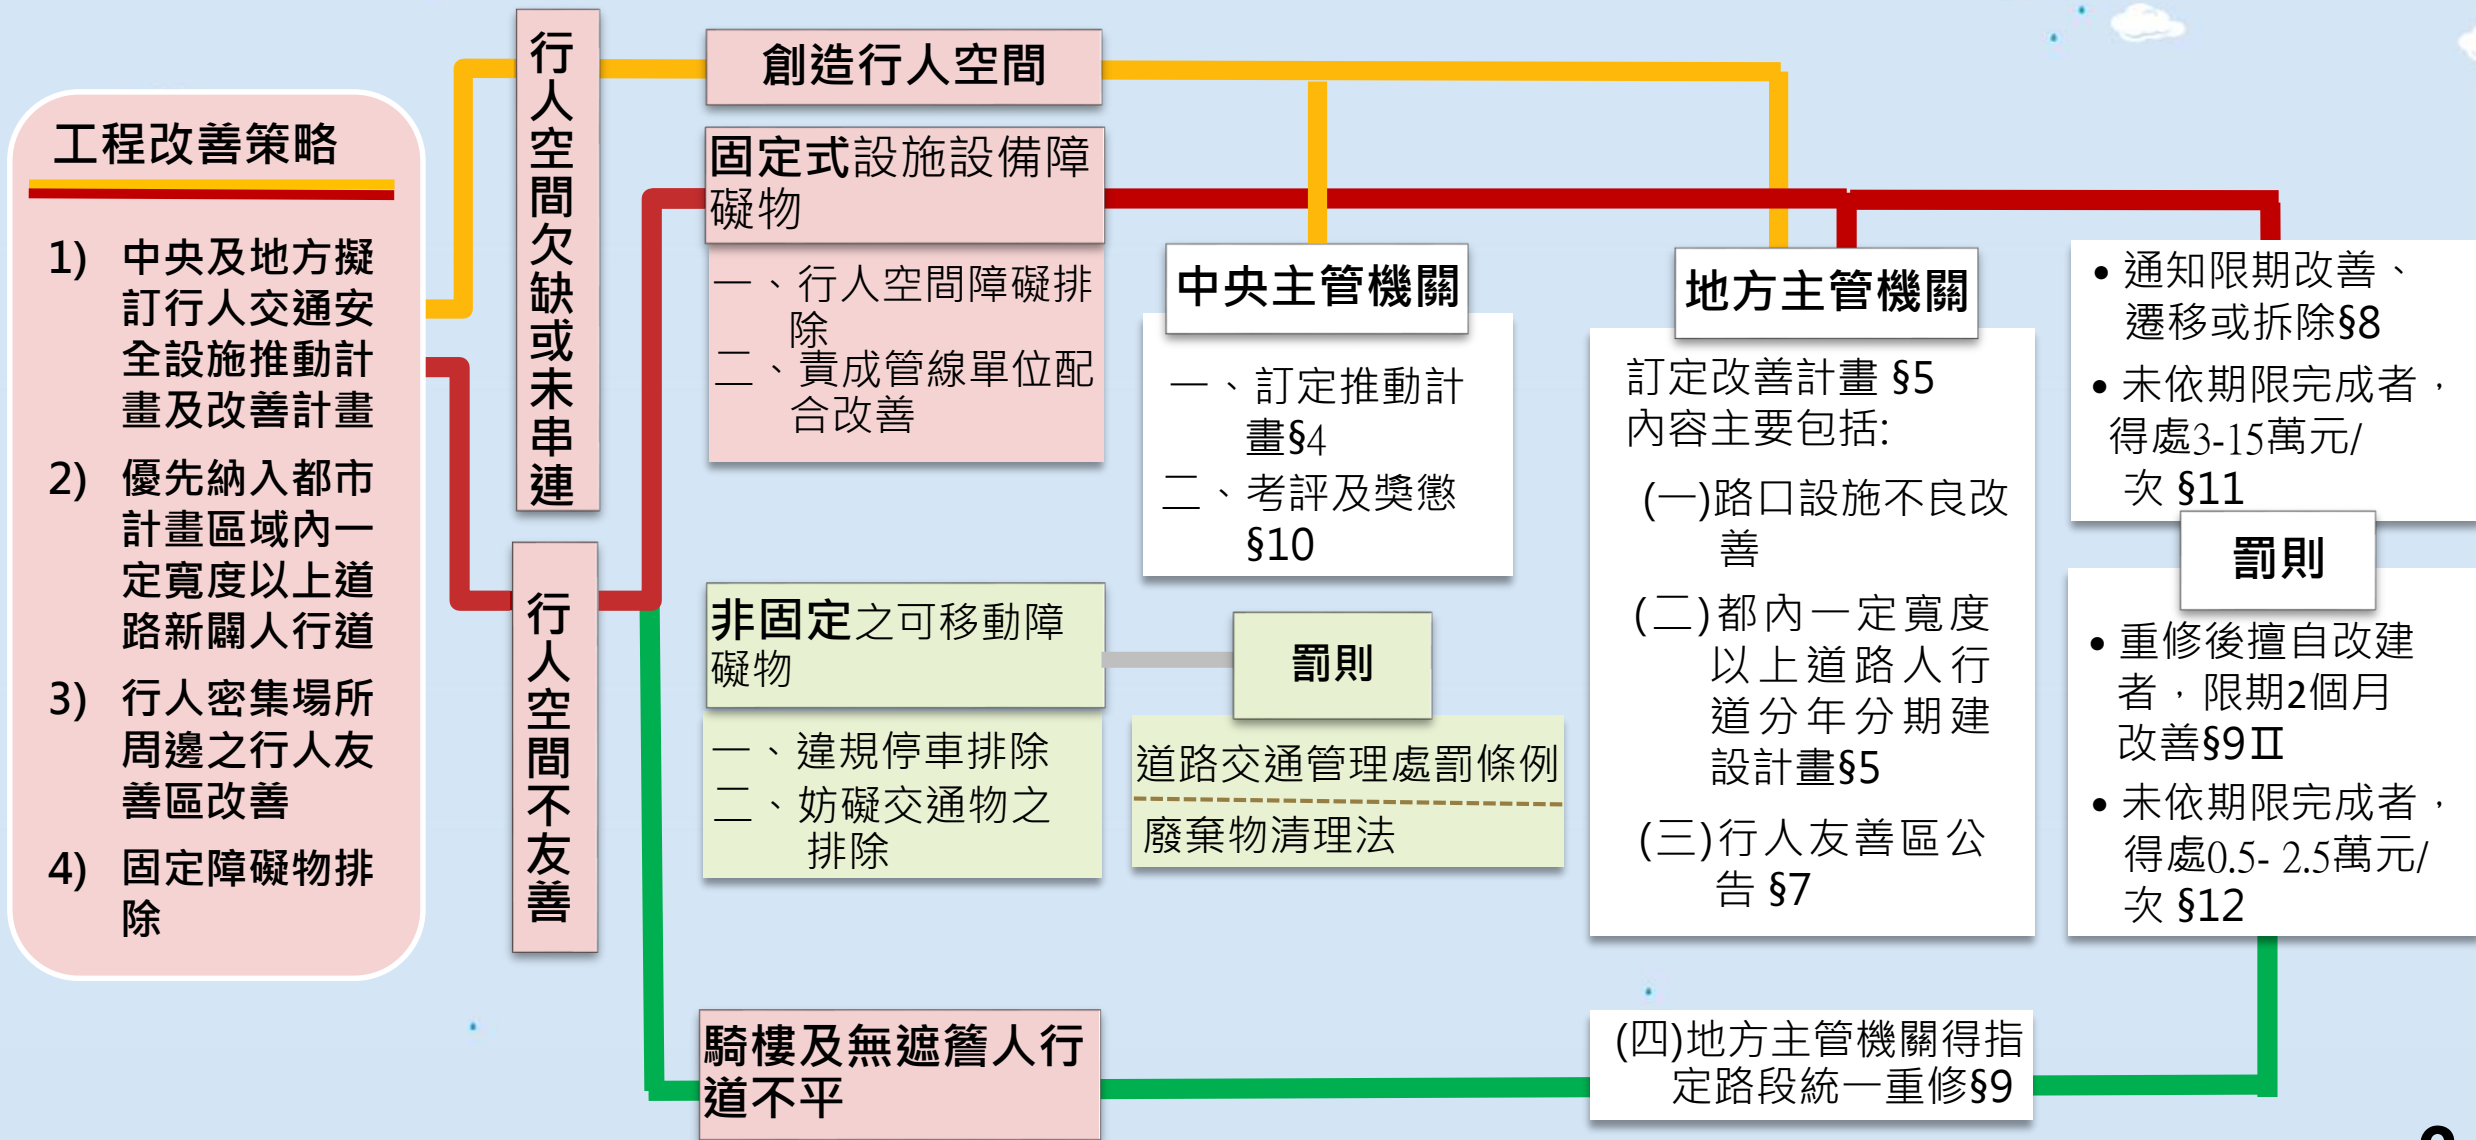 工程改善策略
1) 中央及地方擬
訂行人交通安
全設施推動計
畫及改善計畫
2) 優先納入都市
計畫區域內一
定寬度以上道
路新闢人行道
3) 行人密集場所
周邊之行人友
善區改善
4) 固定障礙物排
除
行人空間欠缺或未串連
行人空間不友善
創造行人空間
固定式設施設備障
礙物
一、行人空間障礙排
除
二、責成管線單位配
合改善
非固定之可移動障
礙物
一、違規停車排除
二、妨礙交通物之
排除
罰則
道路交通管理處罰條例
廢棄物清理法
騎樓及無遮簷人行
道不平
中央主管機關
一、訂定推動計
畫§4
二、考評及獎懲
§10
地方主管機關
訂定改善計畫 §5
內容主要包括:
(一)路口設施不良改
善
(二)都內一定寬度
以上道路人行
道分年分期建
設計畫§5
(三)行人友善區公
告 §7
(四)地方主管機關得指
定路段統一重修§9
• 通知限期改善、
遷移或拆除§8
• 未依期限完成者，
得處3-15萬元/
次 §11
罰則
• 重修後擅自改建
者，限期2個月
改善§9Ⅱ
• 未依期限完成者，
得處0.5- 2.5萬元/
次 §12